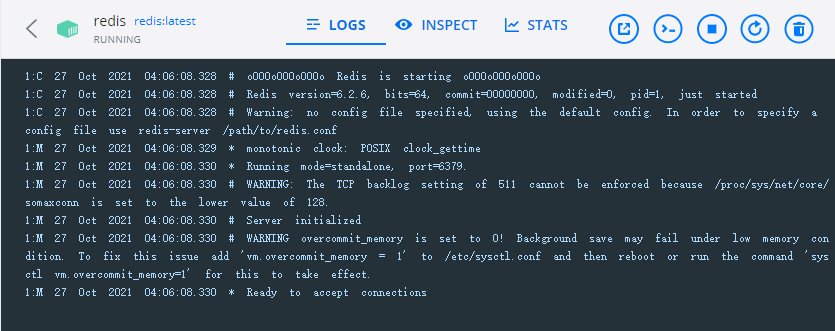 redis redis:latest
RUNNING
LOGS INSPECT STATS
1:C 27 Oct 2021 04:06:08.328 # oO0OoO0OoO0Oo Redis is starting oO0OoO0OoO0Oo
1:C 27 Oct 2021 04:06:08.328 # Redis version=6.2.6, bits=64, commit=00000000, modified=0, pid=1, just started
1:C 27 Oct 2021 04:06:08.328 # Warning: no config file specified, using the default config. In order to specify a
config file use redis-server /path/to/redis.conf
1:M 27 Oct 2021 04:06:08.329 * monotonic clock: POSIX clock_gettime
1:M 27 Oct 2021 04:06:08.330 * Running mode=standalone, port=6379.
1:M 27 Oct 2021 04:06:08.330 # WARNING: The TCP backlog setting of 511 cannot be enforced because /proc/sys/net/core/
somaxconn is set to the lower value of 128.
1:M 27 Oct 2021 04:06:08.330 # Server initialized
1:M 27 Oct 2021 04:06:08.330 # WARNING overcommit_memory is set to 0! Background save may fail under low memory con
dition. To fix this issue add 'vm.overcommit_memory = 1' to /etc/sysctl.conf and then reboot or run the command 'sys
ctl vm.overcommit_memory=1' for this to take effect.
1:M 27 Oct 2021 04:06:08.330 * Ready to accept connections